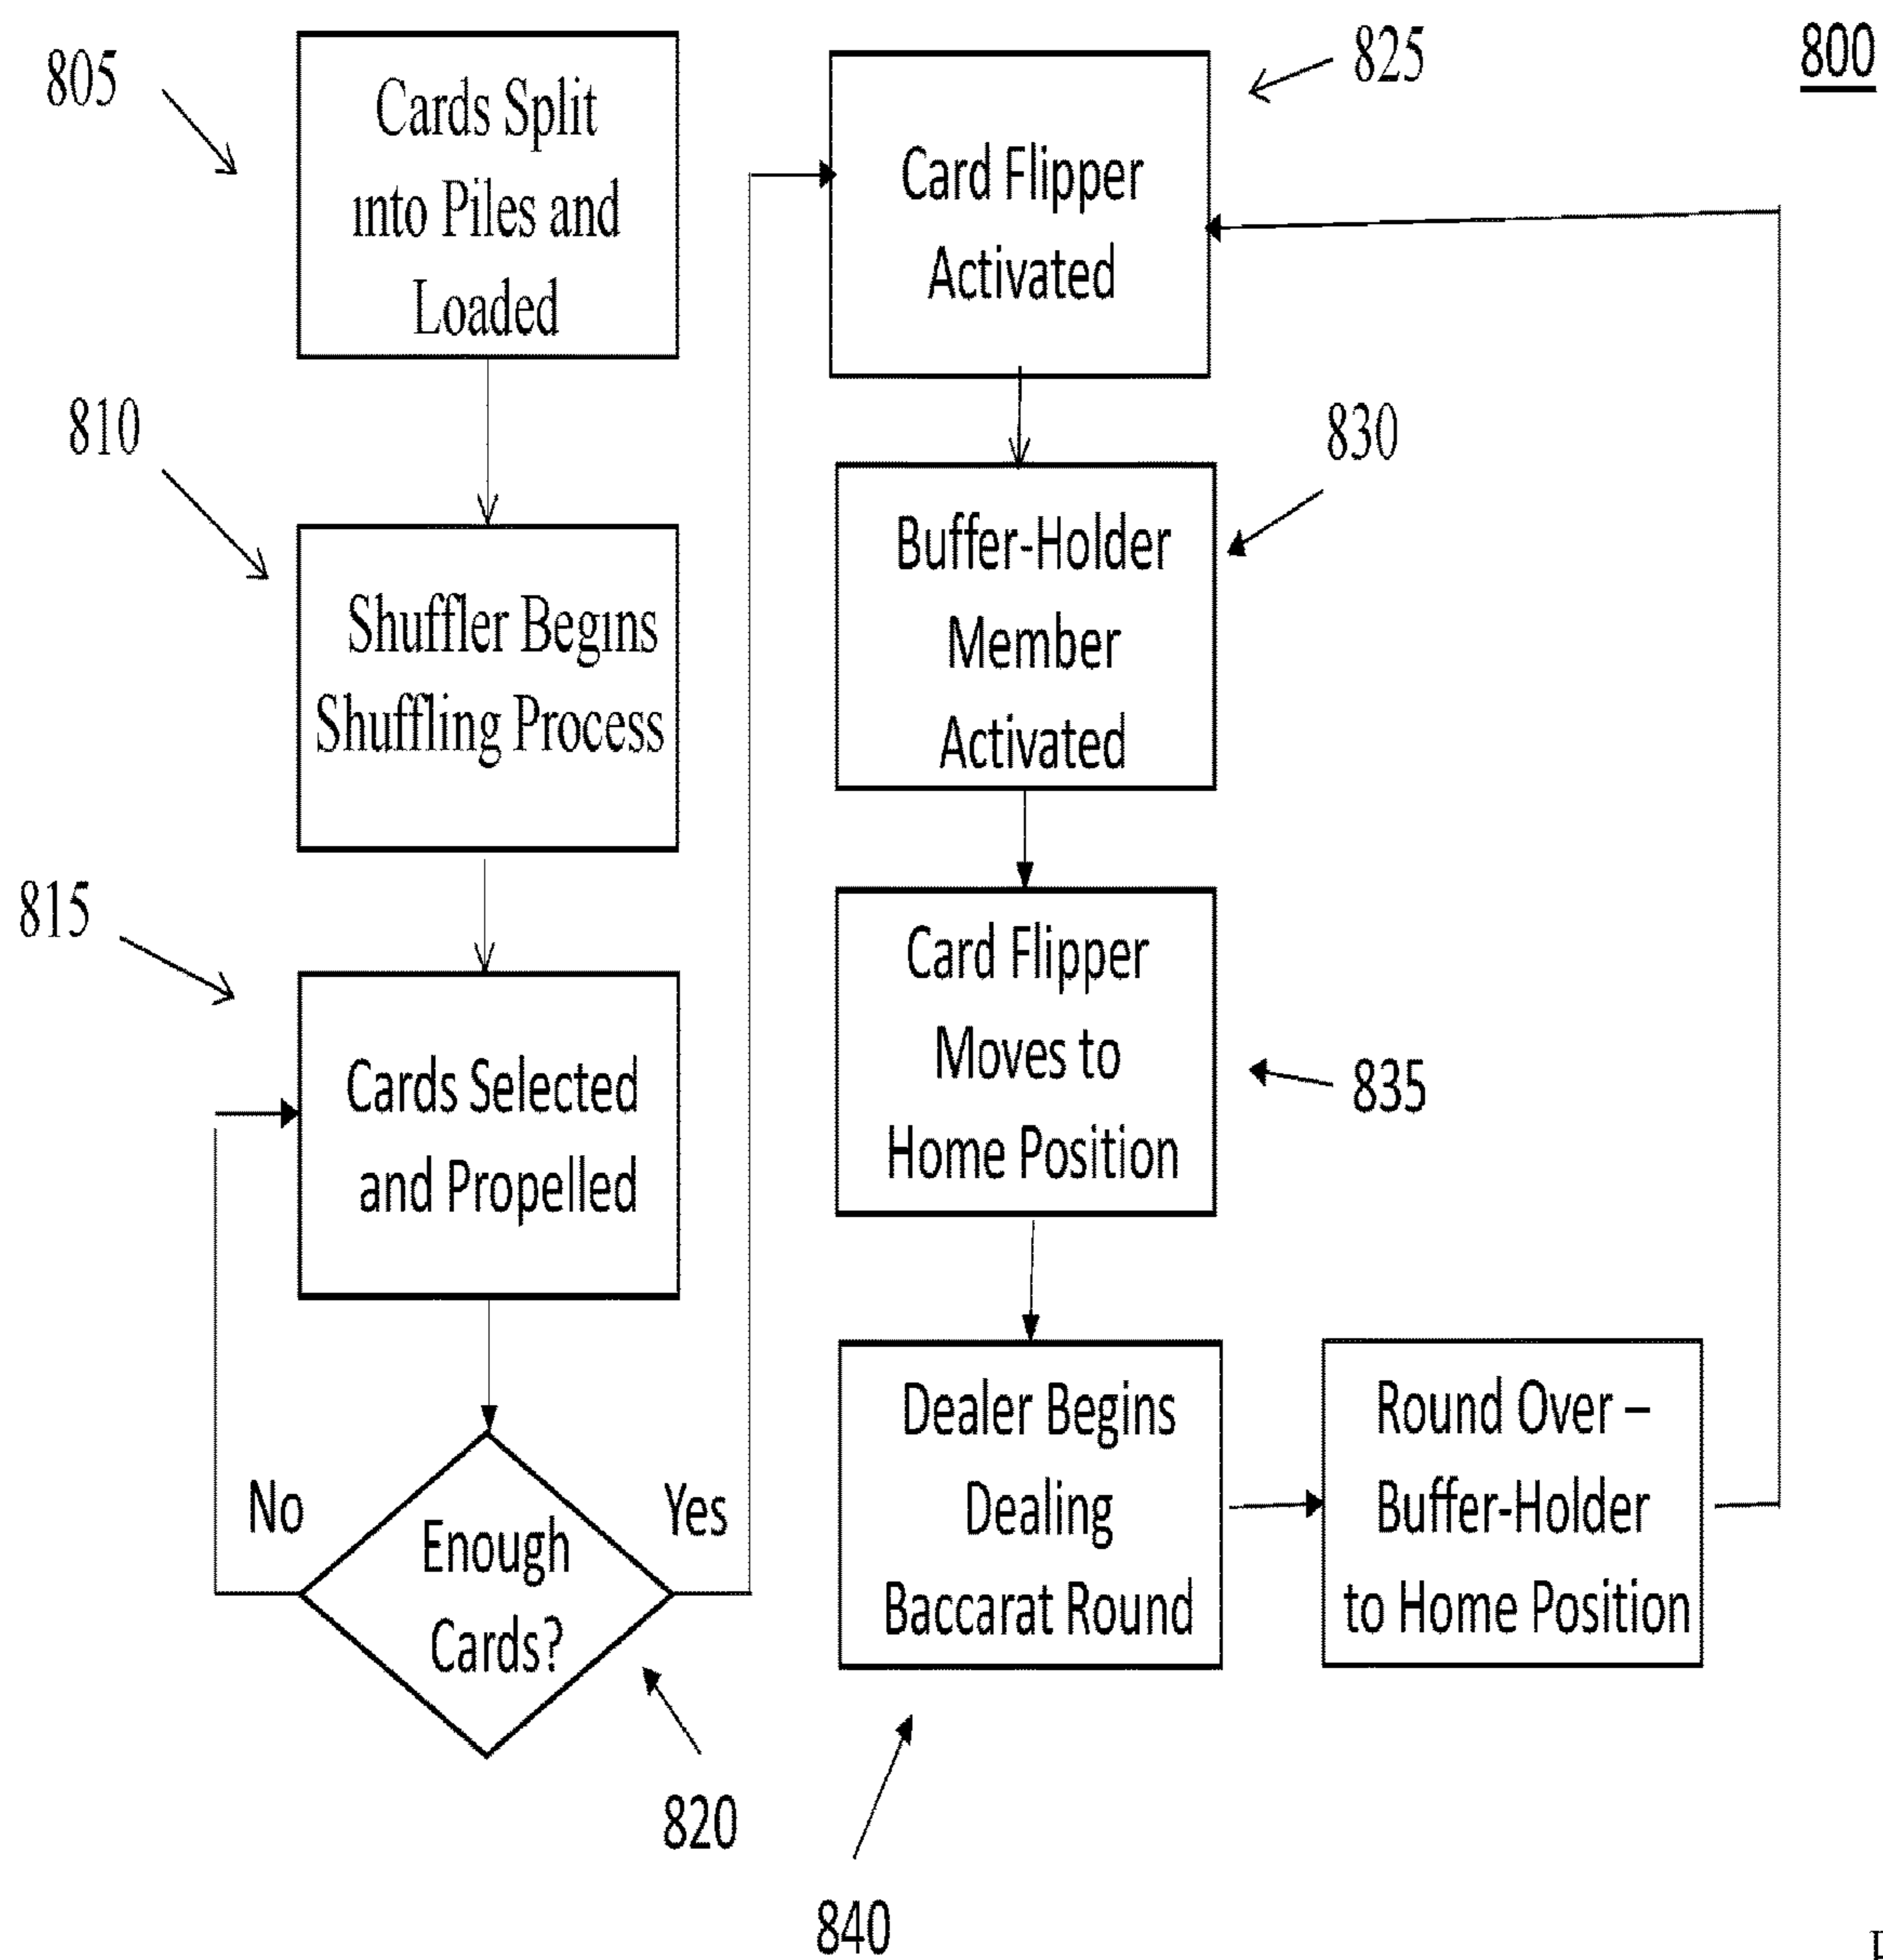 800
805
Cards Split
into Piles and
Loaded
810
Shuffler Begins
Shuffling Process
815
Cards Selected
and Propelled
No
Yes
Enough
Cards?
820
825
Card Flipper
Activated
830
Buffer-Holder
Member
Activated
835
Card Flipper
Moves to
Home Position
Dealer Begins
Dealing
Baccarat Round
840
Round Over –
Buffer-Holder
to Home Position